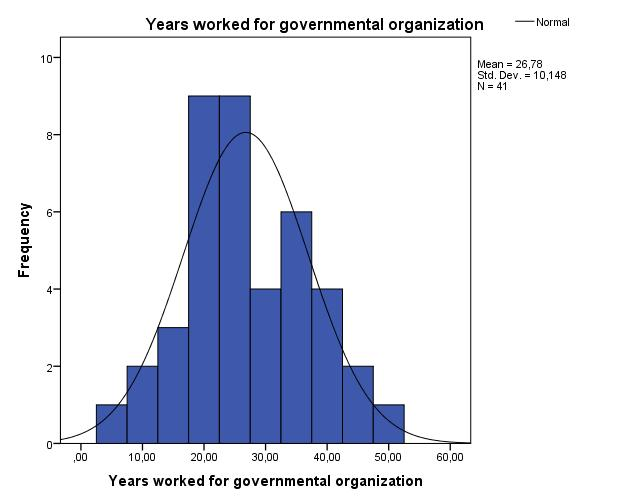 Years worked for governmental organization
Normal
Mean = 26,78
Std. Dev. = 10,148
N = 41
Frequency
10
8
6
4
2
0
,00 10,00 20,00 30,00 40,00 50,00 60,00
Years worked for governmental organization